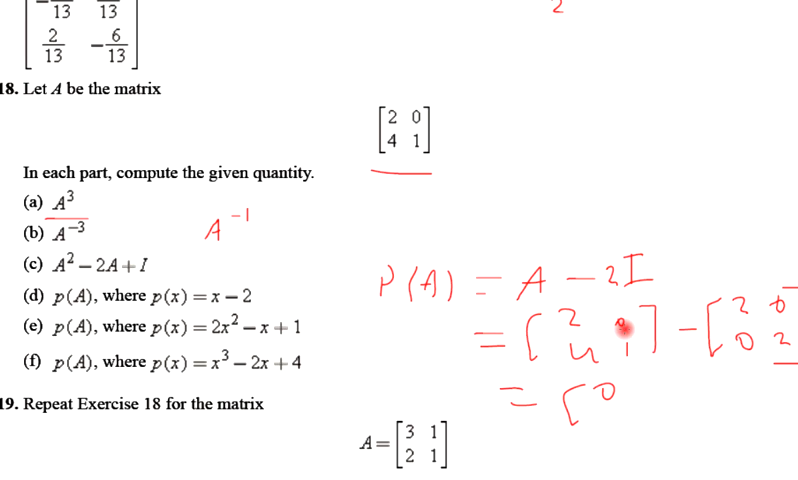 2
13 13
2/13 −6/13
18. Let A be the matrix
[2 0
4 1]
In each part, compute the given quantity.
(a) A³
(b) A⁻³
A⁻¹
(c) A² – 2A + I
(d) p(A), where p(x) = x – 2
(e) p(A), where p(x) = 2x² – x + 1
(f) p(A), where p(x) = x³ – 2x + 4
P(A) = A – 2I
= [2 0
4 1] – [2 0
0 2
= [0
19. Repeat Exercise 18 for the matrix
A = [3 1
2 1]